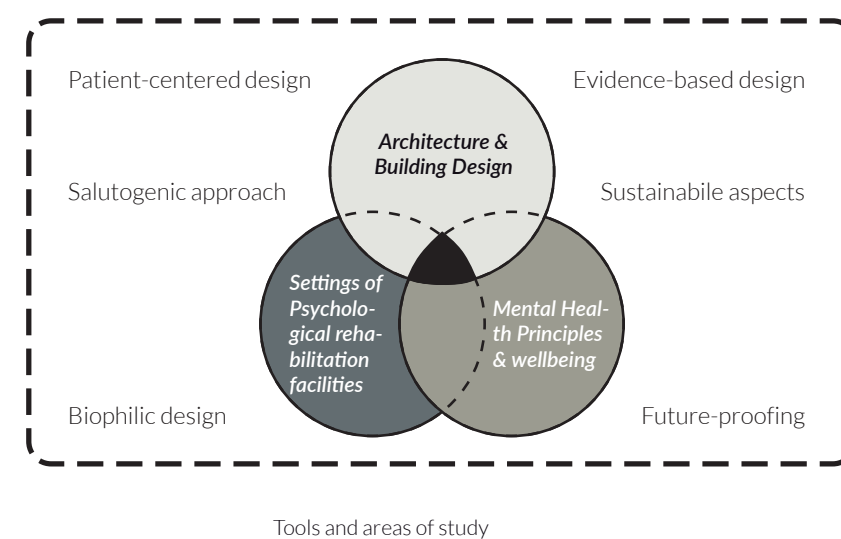 Patient-centered design
Evidence-based design
Architecture &
Building Design
Salutogenic approach
Sustainabile aspects
Settings of
Psycholo-
gical reha-
bilitation
facilities
Mental Heal-
th Principles
& wellbeing
Biophilic design
Future-proofing
Tools and areas of study